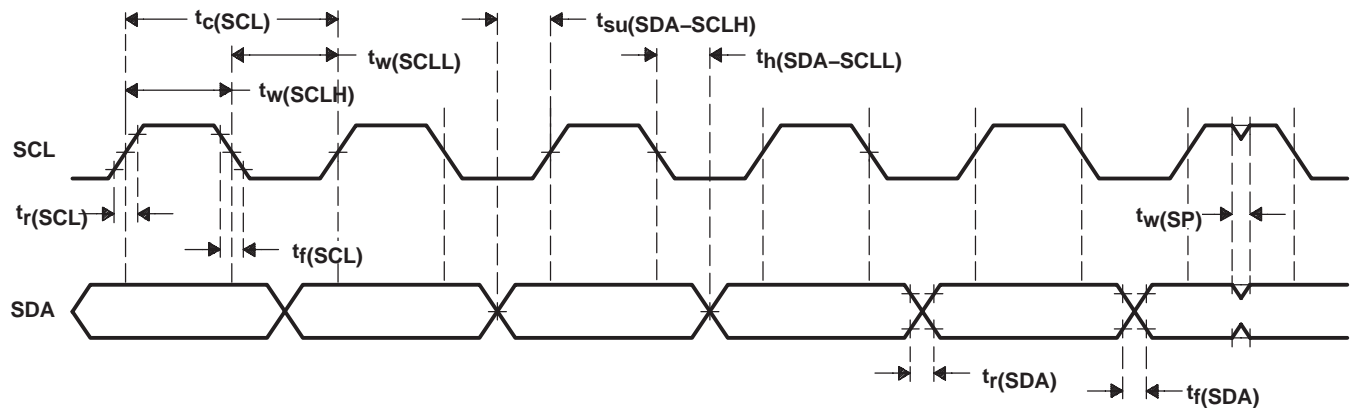 tc(SCL)
tsu(SDA−SCLH)
tw(SCLL)
th(SDA−SCLL)
tw(SCLH)
SCL
tr(SCL)
tw(SP)
tf(SCL)
SDA
tr(SDA)
tf(SDA)